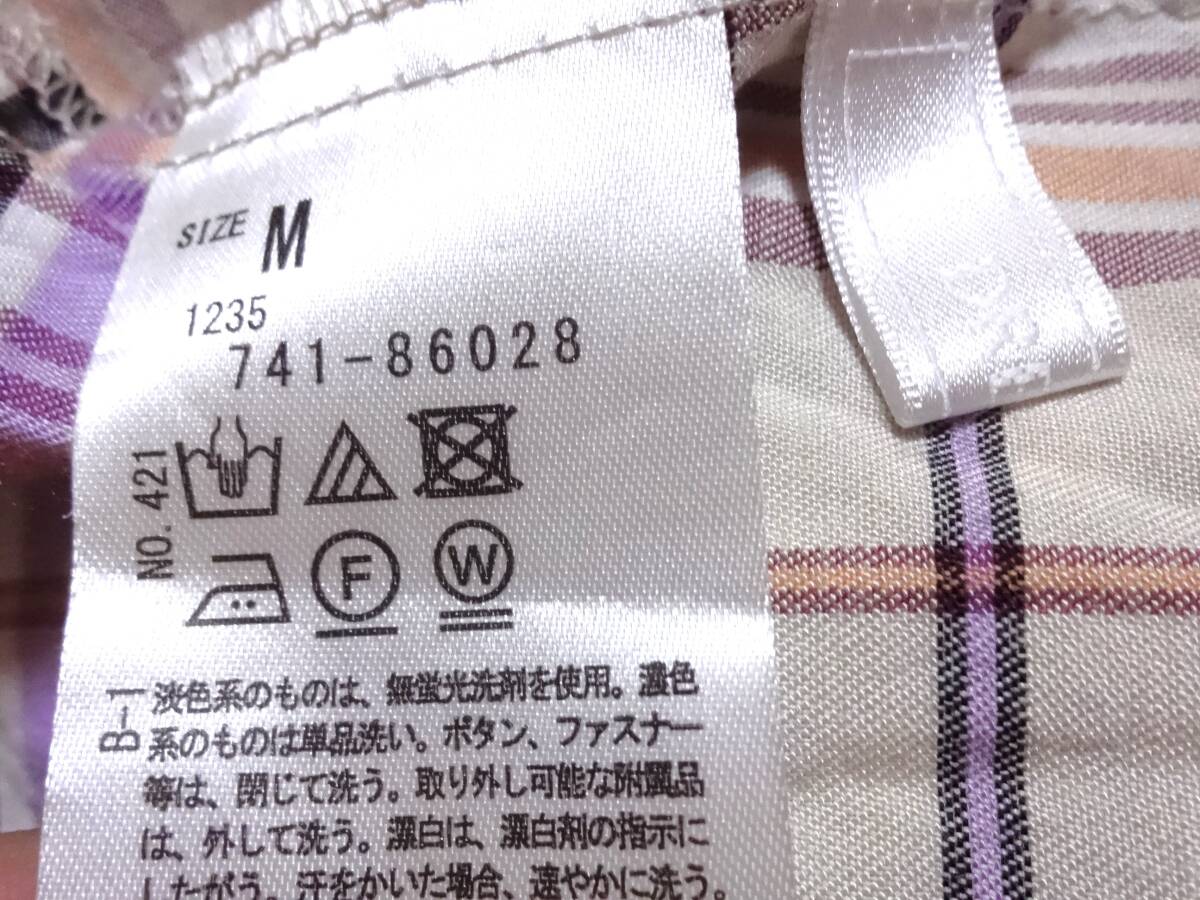 SIZE M
1235
741-86028
NO. 421
F W
B-1
淡色系のものは、無蛍光洗剤を使用。濃色
系のものは単品洗い。ボタン、ファスナー
等は、閉じて洗う。取り外し可能な附属品
は、外して洗う。漂白は、漂白剤の指示に
したがう。汗をかいた場合、速やかに洗う。